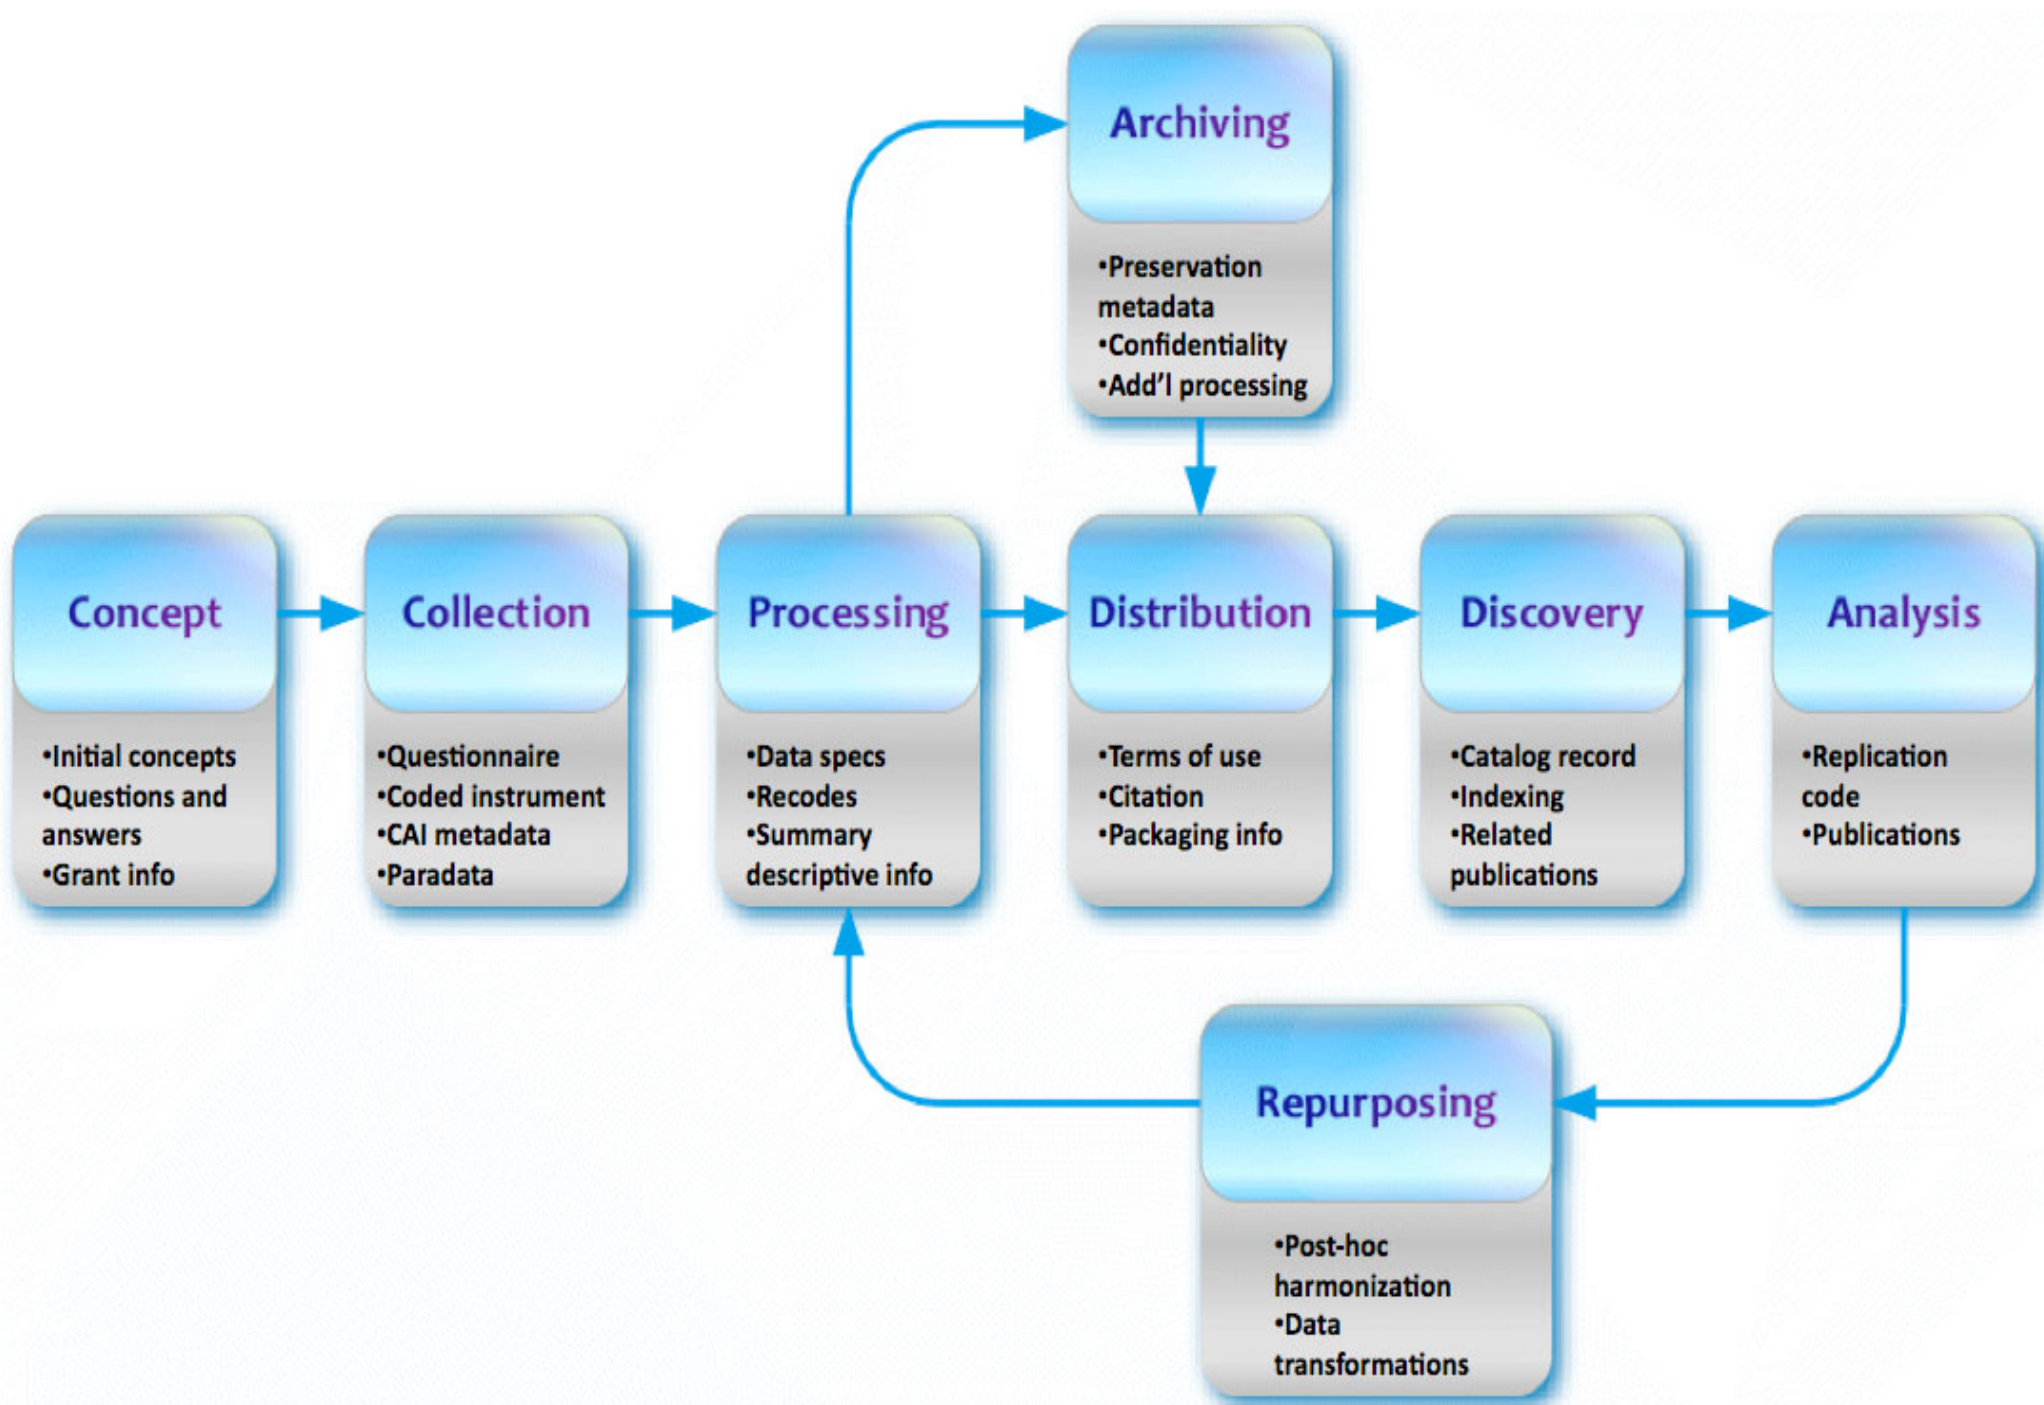 Archiving
•Preservation
metadata
•Confidentiality
•Add’l processing
Concept
•Initial concepts
•Questions and
answers
•Grant info
Collection
•Questionnaire
•Coded instrument
•CAI metadata
•Paradata
Processing
•Data specs
•Recodes
•Summary
descriptive info
Distribution
•Terms of use
•Citation
•Packaging info
Discovery
•Catalog record
•Indexing
•Related
publications
Analysis
•Replication
code
•Publications
Repurposing
•Post-hoc
harmonization
•Data
transformations